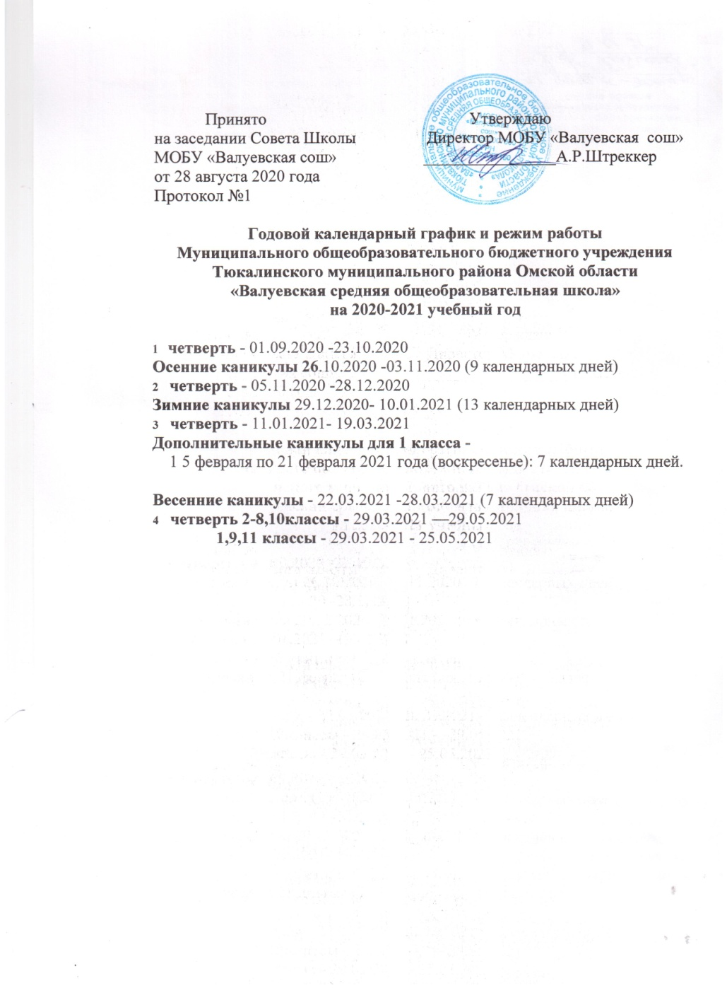 Принято
на заседании Совета Школы
МОБУ «Валуевская сош»
от 28 августа 2020 года
Протокол №1
Утверждаю
Директор МОБУ «Валуевская сош»
А.Р.Штреккер
Годовой календарный график и режим работы
Муниципального общеобразовательного бюджетного учреждения
Тюкалинского муниципального района Омской области
«Валуевская средняя общеобразовательная школа»
на 2020-2021 учебный год
1 четверть - 01.09.2020 -23.10.2020
Осенние каникулы 26.10.2020 -03.11.2020 (9 календарных дней)
2 четверть - 05.11.2020 -28.12.2020
Зимние каникулы 29.12.2020- 10.01.2021 (13 календарных дней)
3 четверть - 11.01.2021- 19.03.2021
Дополнительные каникулы для 1 класса -
1 5 февраля по 21 февраля 2021 года (воскресенье): 7 календарных дней.
Весенние каникулы - 22.03.2021 -28.03.2021 (7 календарных дней)
4 четверть 2-8,10классы - 29.03.2021 —29.05.2021
1,9,11 классы - 29.03.2021 - 25.05.2021